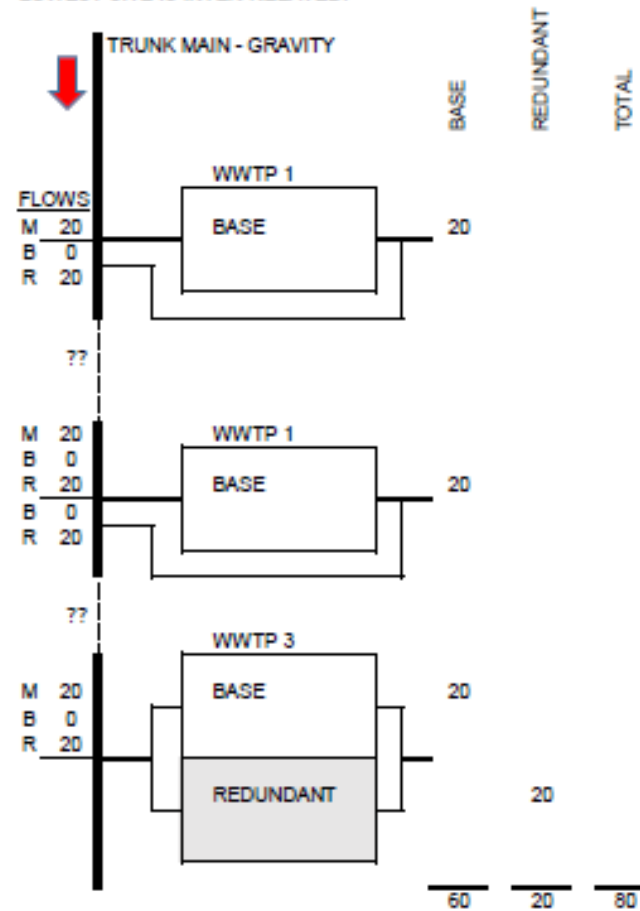 TRUNK MAIN - GRAVITY
BASE
REDUNDANT
TOTAL
WWTP 1
FLOWS
M 20
BASE
20
B 0
R 20
??
M 20
WWTP 1
B 0
R 20
BASE
20
B 0
R 20
??
WWTP 3
M 20
BASE
20
B 0
R 20
REDUNDANT
20
60 20 80